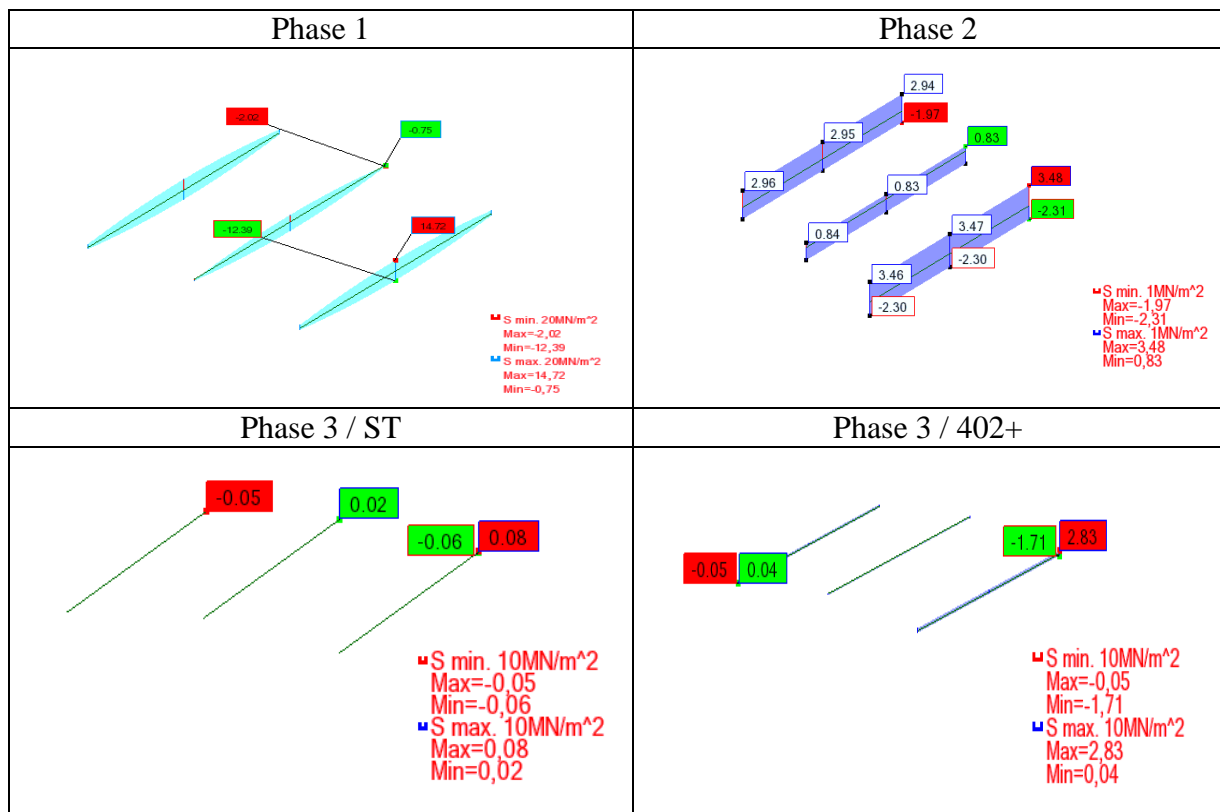 Phase 1
Phase 2
-2.02
-0.75
-12.39
14.72
S min. 20MN/m^2
Max=-2,02
Min=-12,39
S max. 20MN/m^2
Max=14,72
Min=-0,75
2.94
-1.97
2.95
2.96
0.83
0.83
0.84
3.48
-2.31
3.47
-2.30
3.46
-2.30
S min. 1MN/m^2
Max=-1,97
Min=-2,31
S max. 1MN/m^2
Max=3,48
Min=0,83
Phase 3 / ST
Phase 3 / 402+
-0.05
0.02
-0.06
0.08
S min. 10MN/m^2
Max=-0,05
Min=-0,06
S max. 10MN/m^2
Max=0,08
Min=0,02
-0.05
0.04
-1.71
2.83
S min. 10MN/m^2
Max=-0,05
Min=-1,71
S max. 10MN/m^2
Max=2,83
Min=0,04